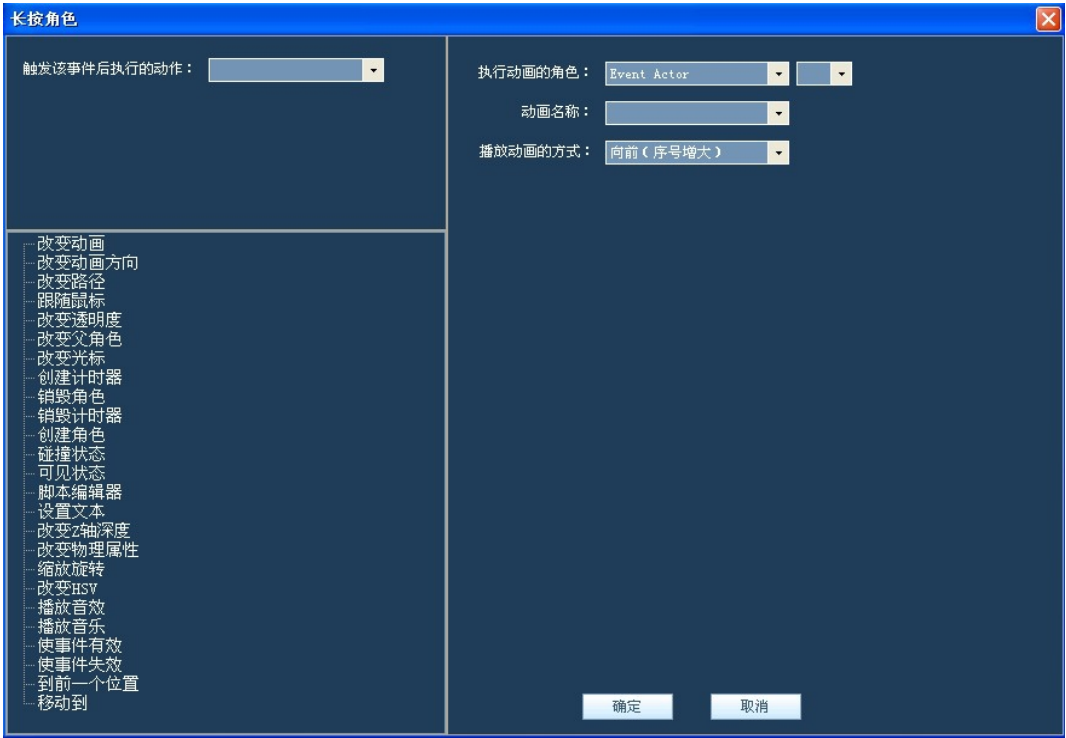 长按角色
触发该事件后执行的动作：
执行动画的角色： Event Actor
动画名称：
播放动画的方式： 向前（序号增大）
改变动画
改变动画方向
改变路径
跟随鼠标
改变透明度
改变父角色
改变光标
创建计时器
销毁角色
销毁计时器
创建角色
碰撞状态
可见状态
脚本编辑器
设置文本
改变Z轴深度
改变物理属性
缩放旋转
改变HSV
播放音效
播放音乐
使事件有效
使事件失效
到前一个位置
移动到
确定 取消